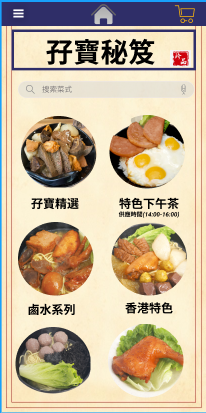 孖寶秘笈
搜索菜式
孖寶精選
特色下午茶
供應時間(14:00-16:00)
鹵水系列
香港特色